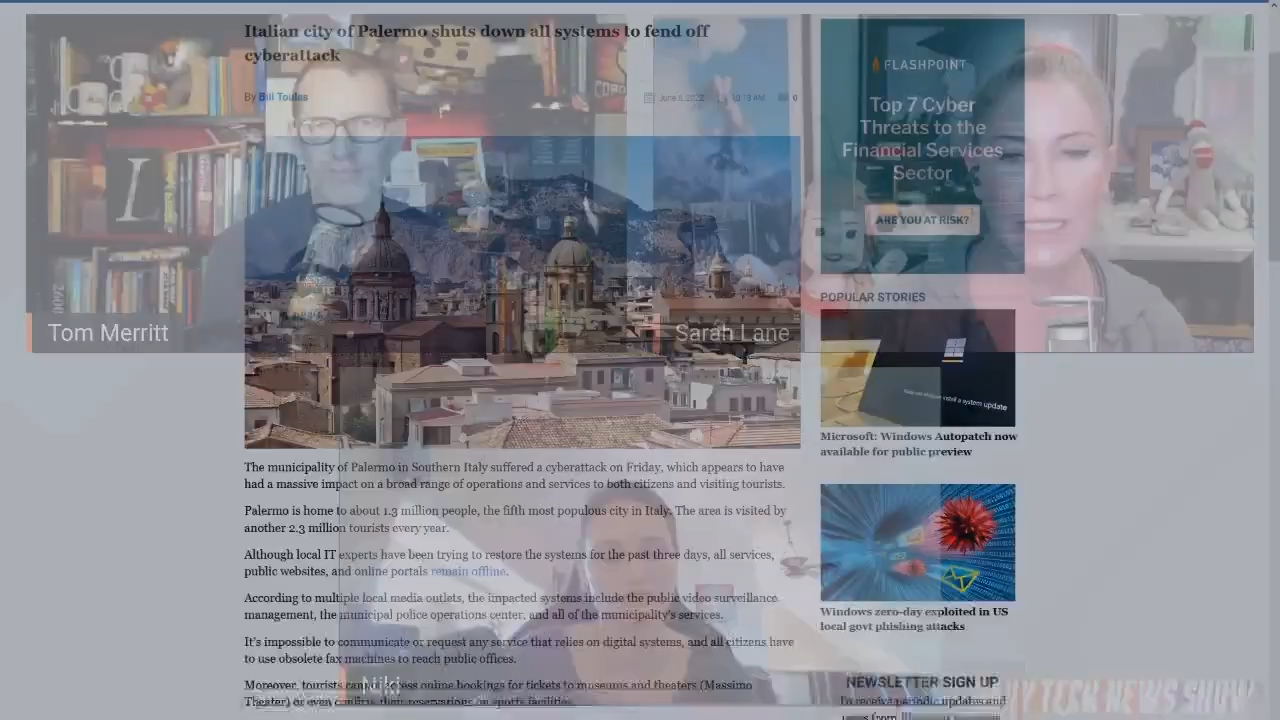 Italian city of Palermo shuts down all systems to fend off
cyberattack
By Bill Toulas
June 6, 2022
10:13 AM
0
FLASHPOINT
Top 7 Cyber
Threats to the
Financial Services
Sector
ARE YOU AT RISK?
Tom Merritt
Sarah Lane
POPULAR STORIES
Microsoft: Windows Autopatch now
available for public preview
The municipality of Palermo in Southern Italy suffered a cyberattack on Friday, which appears to have
had a massive impact on a broad range of operations and services to both citizens and visiting tourists.
Palermo is home to about 1.3 million people, the fifth most populous city in Italy. The area is visited by
another 2.3 million tourists every year.
Although local IT experts have been trying to restore the systems for the past three days, all services,
public websites, and online portals remain offline.
According to multiple local media outlets, the impacted systems include the public video surveillance
management, the municipal police operations center, and all of the municipality's services.
It's impossible to communicate or request any service that relies on digital systems, and all citizens have
to use obsolete fax machines to reach public offices.
Moreover, tourists cannot access online bookings for tickets to museums and theaters (Massimo
Theater) or even confirm their reservations on sports facilities.
Windows zero-day exploited in US
local govt phishing attacks
Niki
NEWSLETTER SIGN UP
To receive periodic updates and
TECH NEWS SHOW